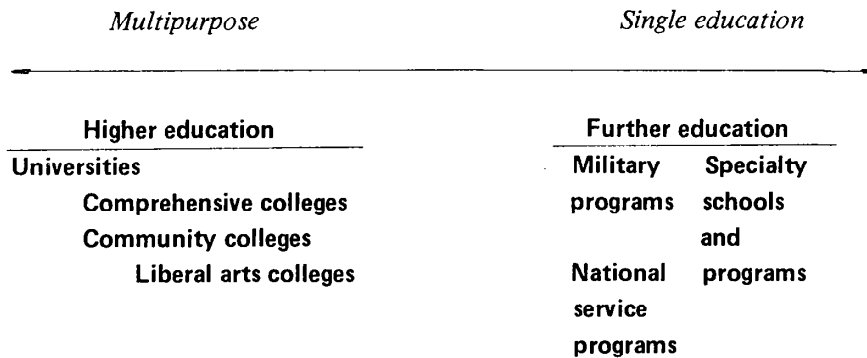 Multipurpose Single education
Higher education Further education
Universities Military Specialty
Comprehensive colleges programs schools
Community colleges and
Liberal arts colleges National programs
service
programs